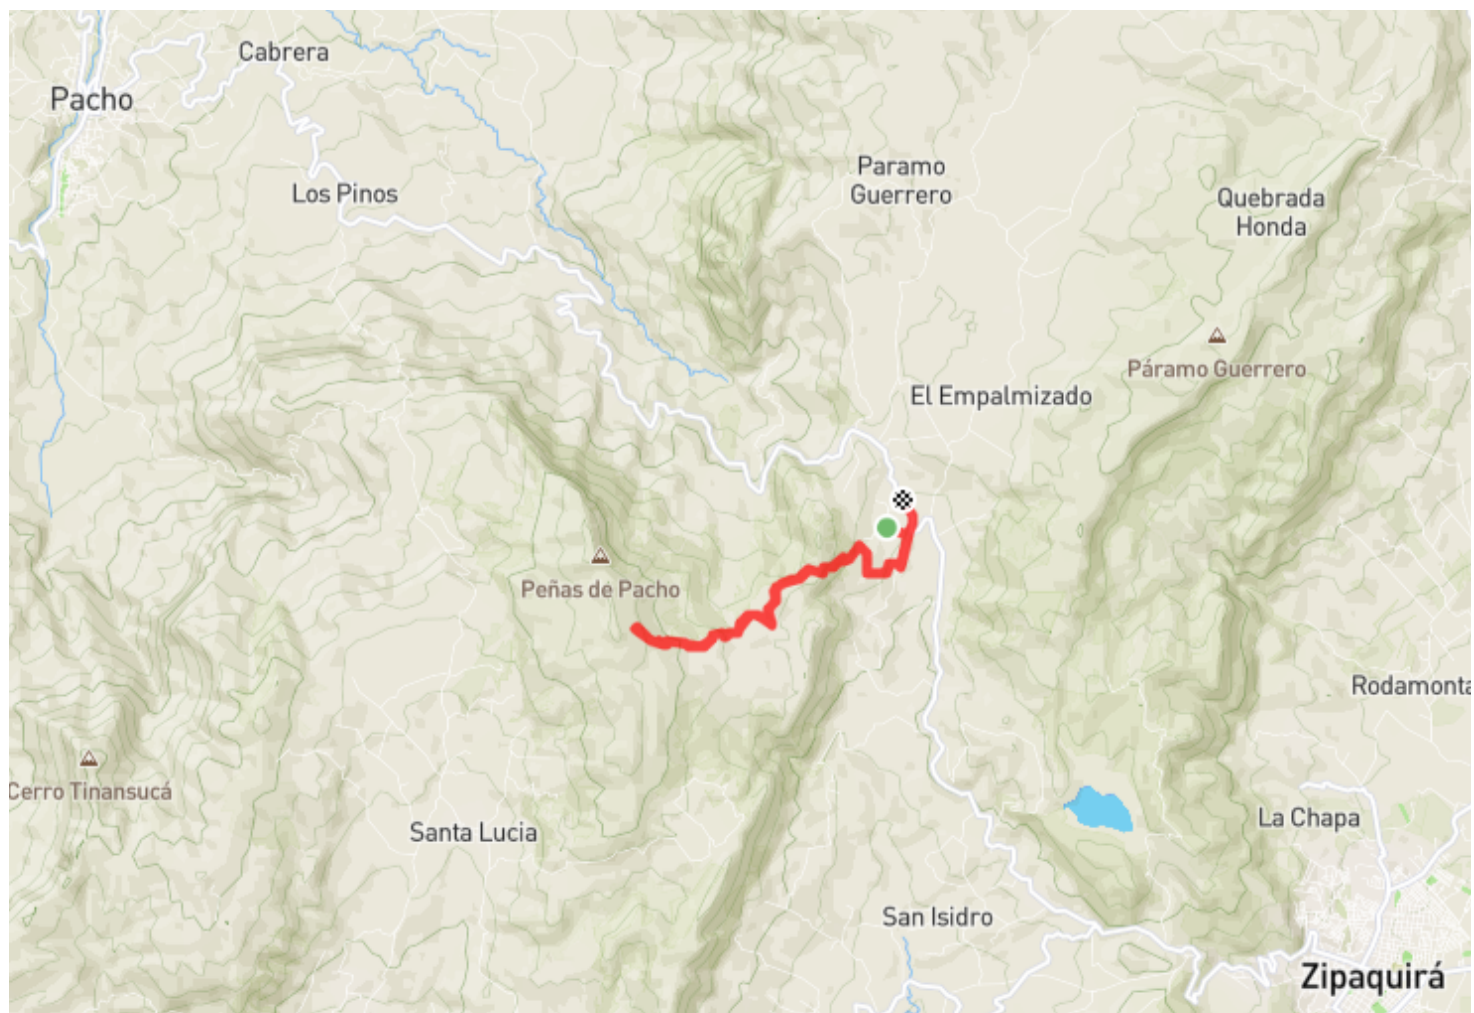 Cabrera
Pacho
Paramo
Guerrero
Los Pinos
Quebrada
Honda
Páramo Guerrero
El Empalmizado
Peñas de Pacho
Rodamonta
Cerro Tinansucá
La Chapa
Santa Lucia
San Isidro
Zipaquirá